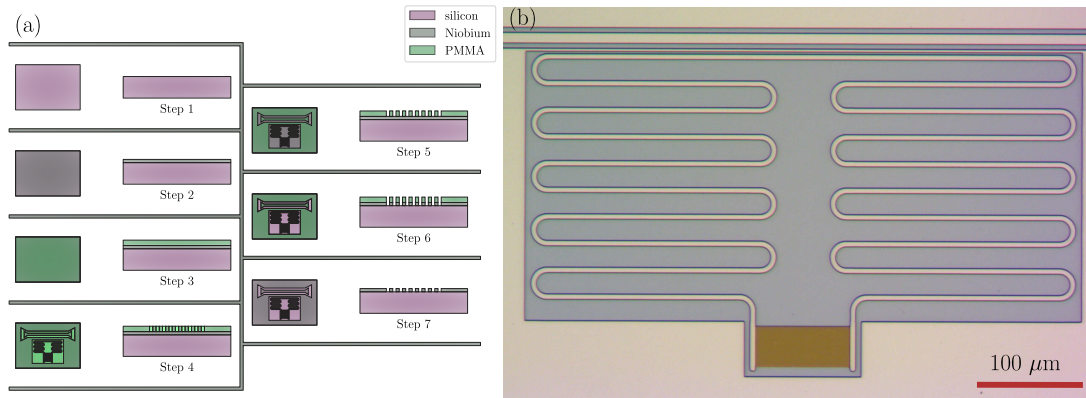 (a)
silicon
Niobium
PMMA
Step 1
Step 2
Step 3
Step 4
Step 5
Step 6
Step 7
(b)
100 μm